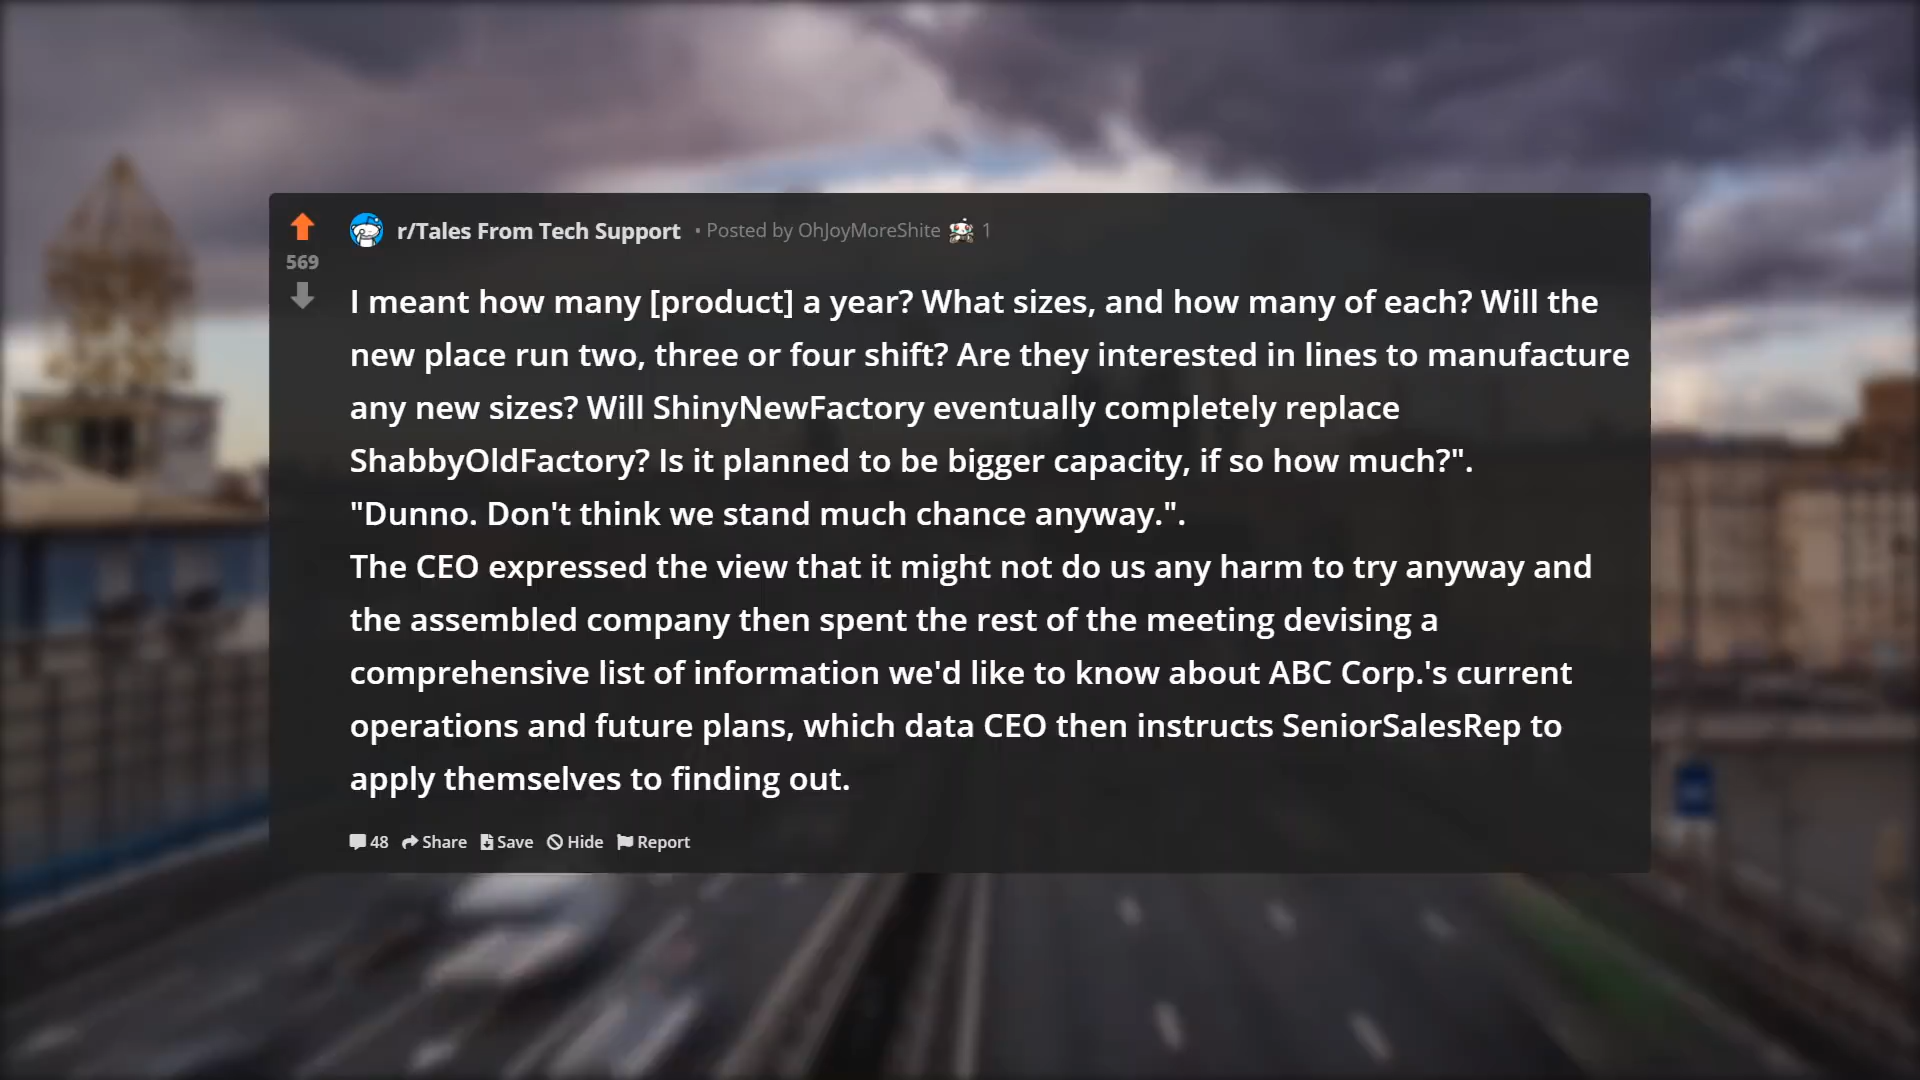 r/Tales From Tech Support • Posted by OhJoyMoreShite 1
569
I meant how many [product] a year? What sizes, and how many of each? Will the
new place run two, three or four shift? Are they interested in lines to manufacture
any new sizes? Will ShinyNewFactory eventually completely replace
ShabbyOldFactory? Is it planned to be bigger capacity, if so how much?".
"Dunno. Don't think we stand much chance anyway.".
The CEO expressed the view that it might not do us any harm to try anyway and
the assembled company then spent the rest of the meeting devising a
comprehensive list of information we'd like to know about ABC Corp.'s current
operations and future plans, which data CEO then instructs SeniorSalesRep to
apply themselves to finding out.
48 Share Save Hide Report